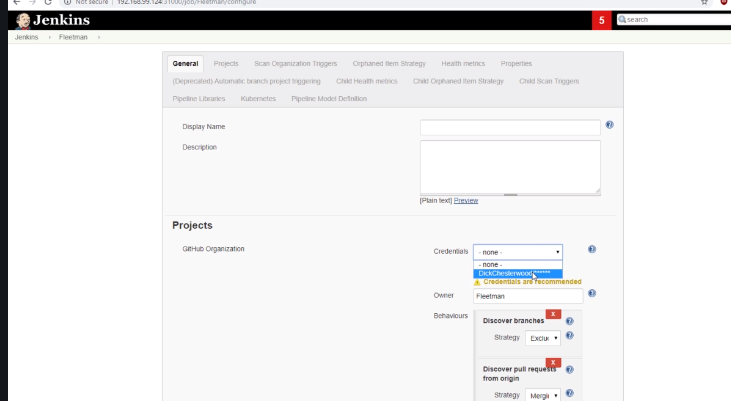 Not secure | 192.168.99.124:31000/job/Fleetman/configure
Jenkins
5
search
Jenkins › Fleetman ›
General Projects Scan Organization Triggers Orphaned Item Strategy Health metrics Properties
(Deprecated) Automatic branch project triggering Child Health metrics Child Orphaned Item Strategy Child Scan Triggers
Pipeline Libraries Kubernetes Pipeline Model Definition
Display Name
Description
[Plain text] Preview
Projects
GitHub Organization
Credentials - none -
- none -
DickChesterwood/******
Credentials are recommended
Owner Fleetman
Behaviours
X
Discover branches
Strategy Exclu
X
Discover pull requests
from origin
Strategy Mergi